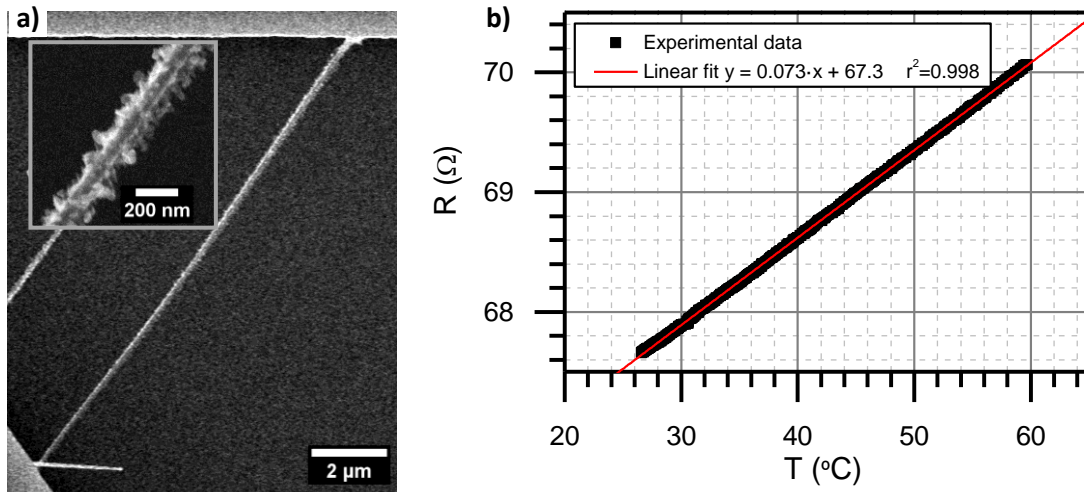 a)
200 nm
2 µm
b)
Experimental data
Linear fit y = 0.073·x + 67.3 r²=0.998
70
69
68
R (Ω)
20 30 40 50 60
T (ºC)